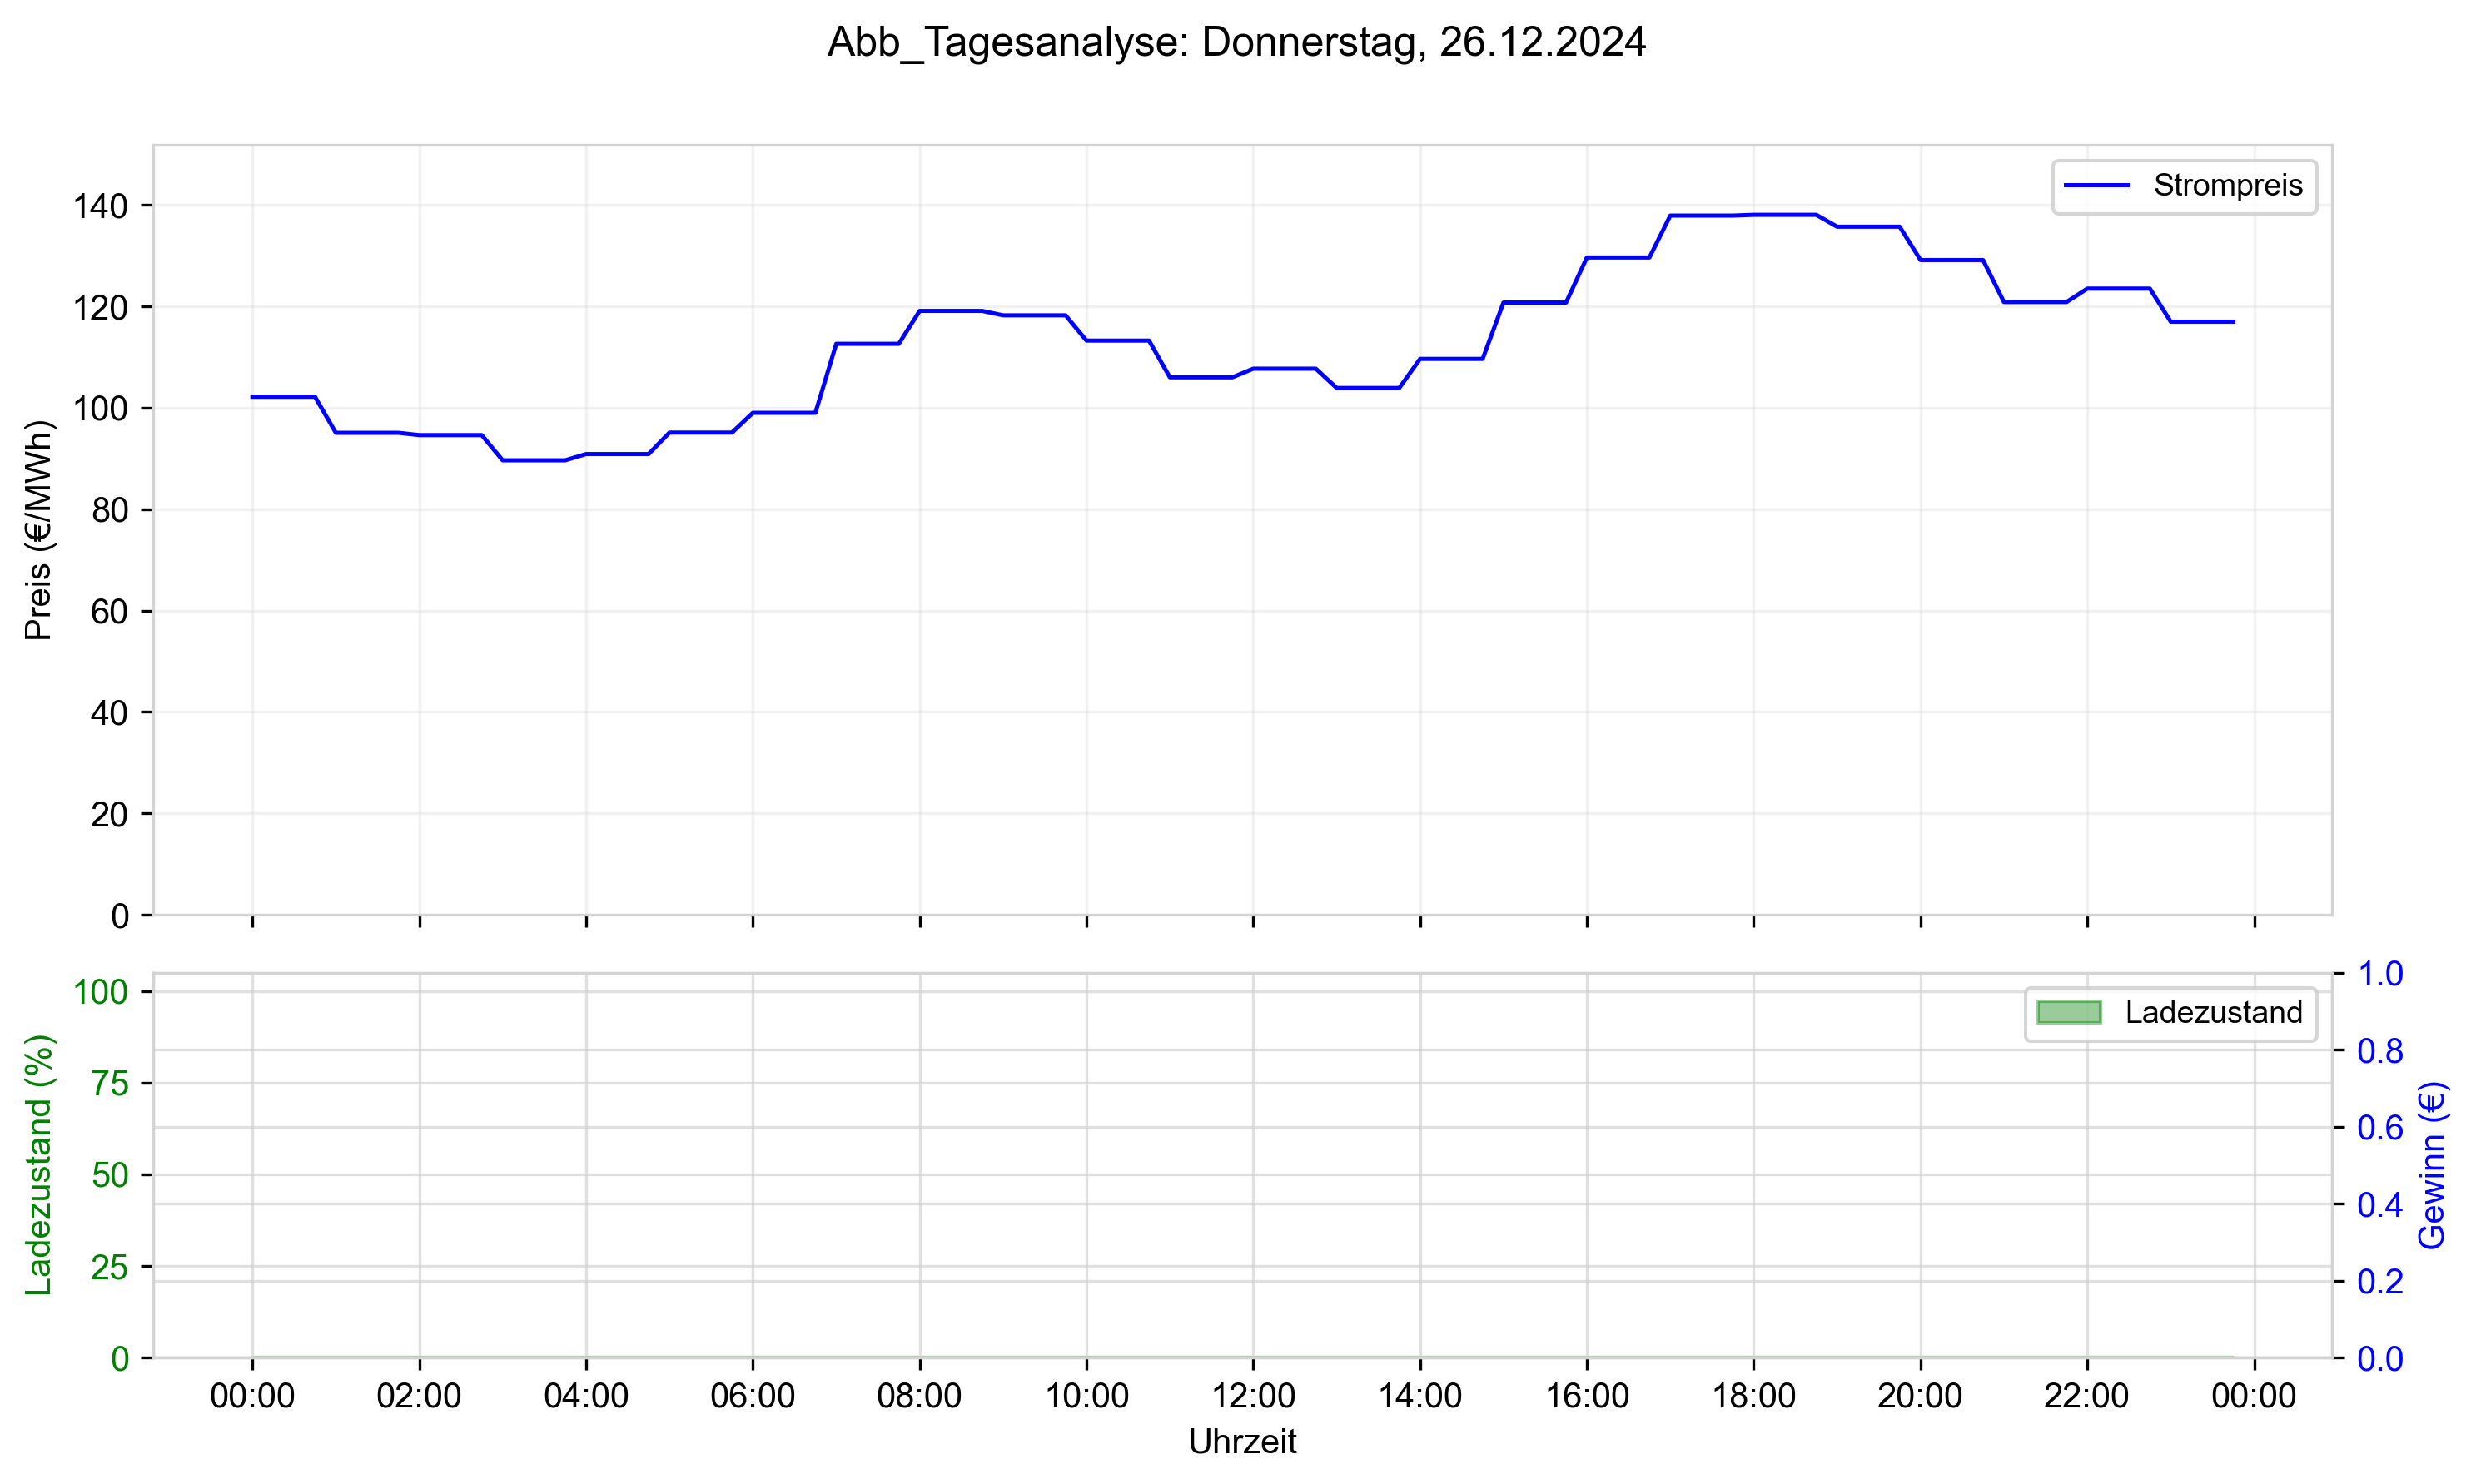 Abb_Tagesanalyse: Donnerstag, 26.12.2024
Strompreis
Preis (€/MWh)
140
120
100
80
60
40
20
0
Ladezustand
Ladezustand (%)
100
75
50
25
0
Gewinn (€)
1.0
0.8
0.6
0.4
0.2
0.0
00:00 02:00 04:00 06:00 08:00 10:00 12:00 14:00 16:00 18:00 20:00 22:00 00:00
Uhrzeit